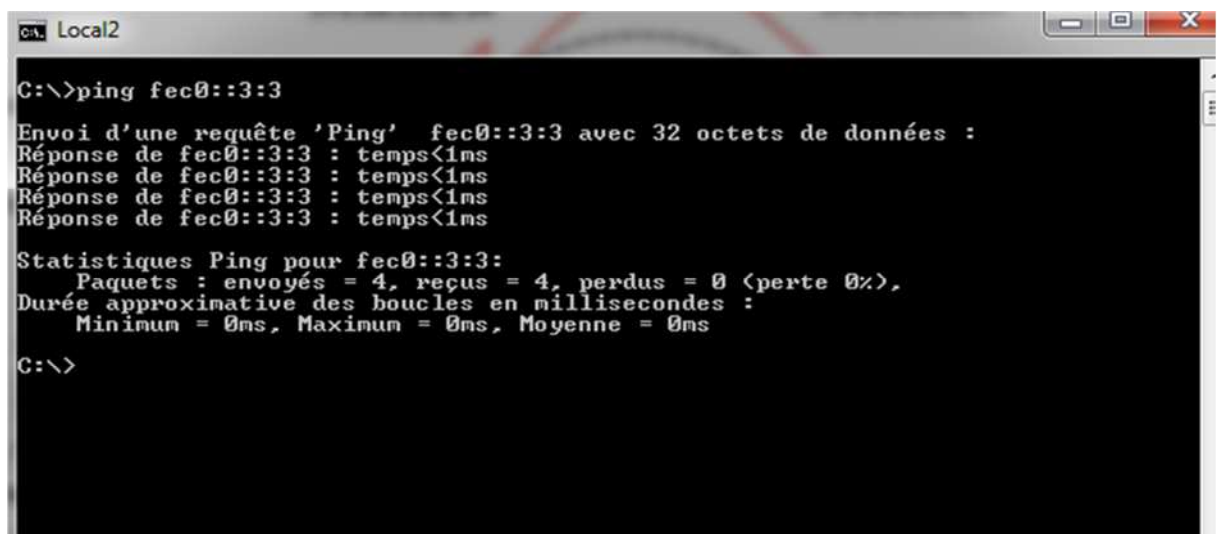 Local2
C:\>ping fec0::3:3
Envoi d'une requête 'Ping'  fec0::3:3 avec 32 octets de données :
Réponse de fec0::3:3 : temps<1ms
Réponse de fec0::3:3 : temps<1ms
Réponse de fec0::3:3 : temps<1ms
Réponse de fec0::3:3 : temps<1ms
Statistiques Ping pour fec0::3:3:
    Paquets : envoyés = 4, reçus = 4, perdus = 0 (perte 0%),
Durée approximative des boucles en millisecondes :
    Minimum = 0ms, Maximum = 0ms, Moyenne = 0ms
C:\>